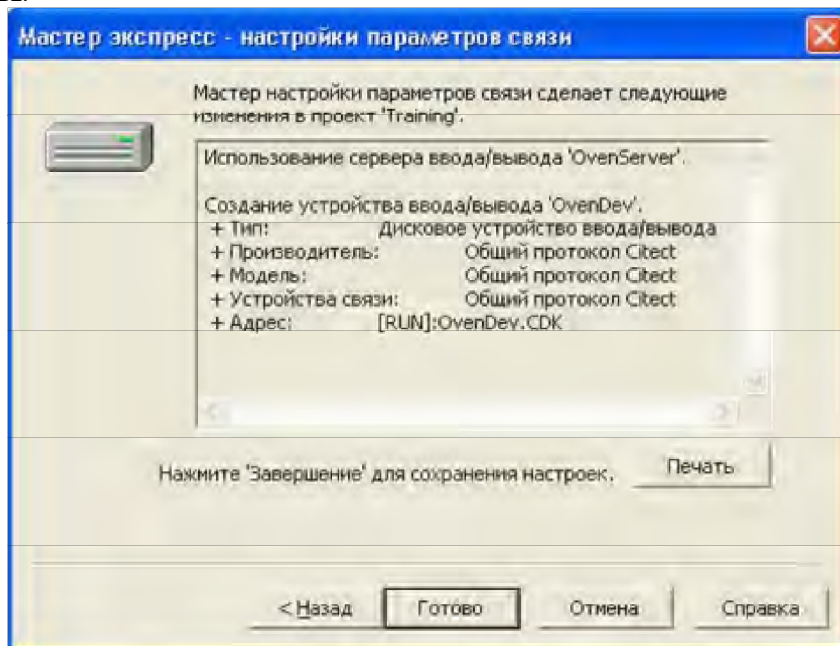 Мастер экспресс - настройки параметров связи
Мастер настройки параметров связи сделает следующие
изменения в проект 'Training'.
Использование сервера ввода/вывода 'OvenServer'.
Создание устройства ввода/вывода 'OvenDev'.
+ Тип: Дисковое устройство ввода/вывода
+ Производитель: Общий протокол Citect
+ Модель: Общий протокол Citect
+ Устройства связи: Общий протокол Citect
+ Адрес: [RUN]:OvenDev.CDK
Нажмите 'Завершение' для сохранения настроек.
Печать
< Назад
Готово
Отмена
Справка